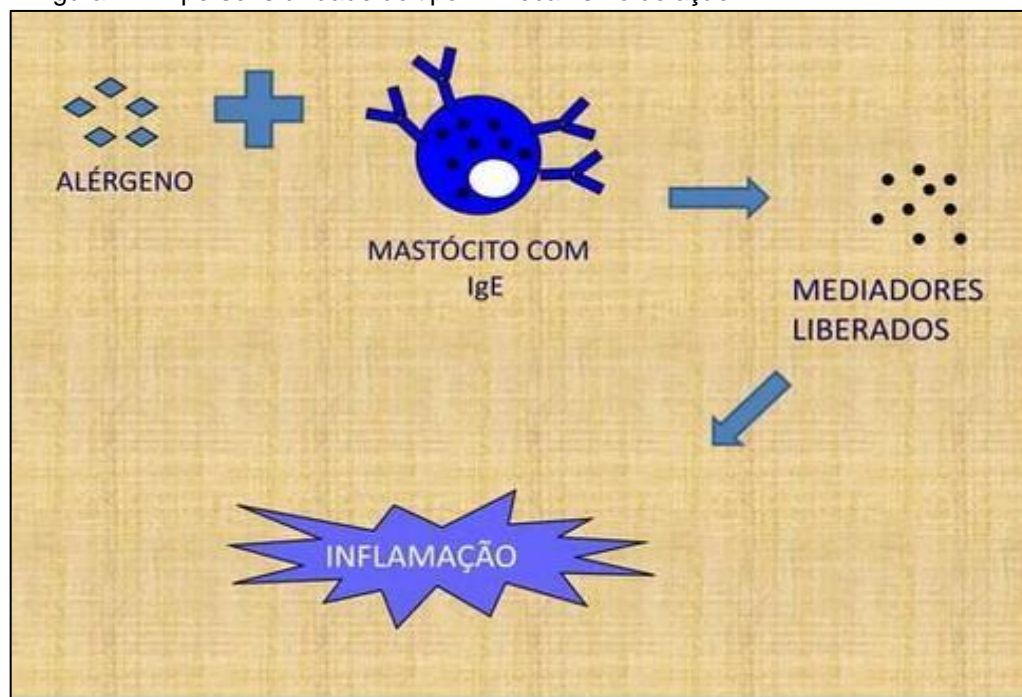 ALÉRGENO
MASTÓCITO COM
IgE
MEDIADORES
LIBERADOS
INFLAMAÇÃO